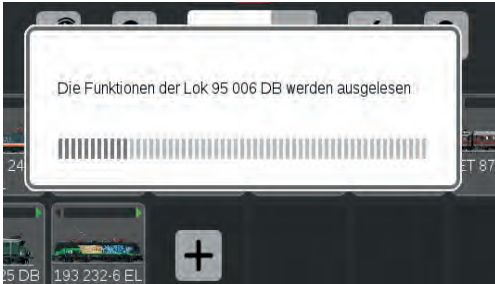 Die Funktionen der Lok 95 006 DB werden ausgelesen
24
ET 87
25 DB
193 232-6 EL